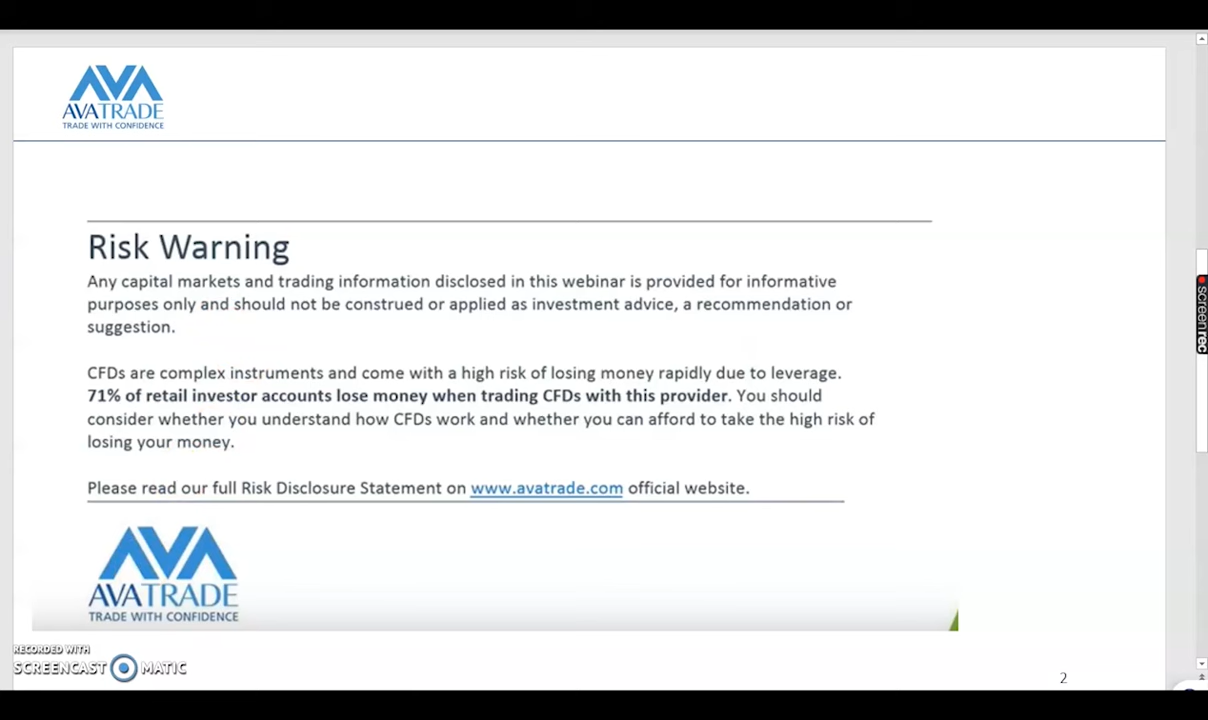 AVATRADE
TRADE WITH CONFIDENCE
Risk Warning
Any capital markets and trading information disclosed in this webinar is provided for informative
purposes only and should not be construed or applied as investment advice, a recommendation or
suggestion.
CFDs are complex instruments and come with a high risk of losing money rapidly due to leverage.
71% of retail investor accounts lose money when trading CFDs with this provider. You should
consider whether you understand how CFDs work and whether you can afford to take the high risk of
losing your money.
Please read our full Risk Disclosure Statement on www.avatrade.com official website.
AVATRADE
TRADE WITH CONFIDENCE
RECORDED WITH
SCREENCAST MATIC
2
screenrec